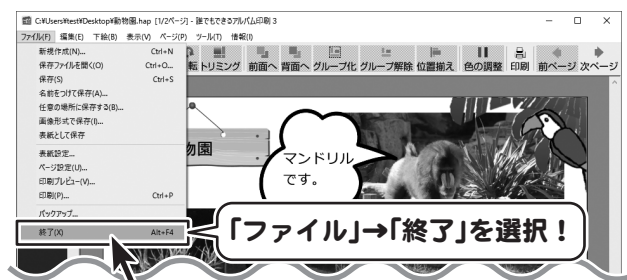 C:¥Users¥test¥Desktop¥動物園.hap [1/2ページ] - 誰でもできるアルバム印刷 3
ファイル(F) 編集(E) 下絵(B) 表示(V) ページ(P) ツール(T) 情報(I)
転 トリミング 前面へ 背面へ グループ化 グループ解除 位置揃え 色の調整 印刷 前ページ 次ページ
新規作成(N)... Ctrl+N
保存ファイルを開く(O) Ctrl+O...
保存(S) Ctrl+S
名前をつけて保存(A)...
任意の場所に保存する(B)...
画像形式で保存(I)...
表紙として保存
表紙設定...
ページ設定(U)...
印刷プレビュー(V)...
印刷(P)... Ctrl+P
バックアップ...
終了(X) Alt+F4
物園
マンドリル
です。
「ファイル」→「終了」を選択！